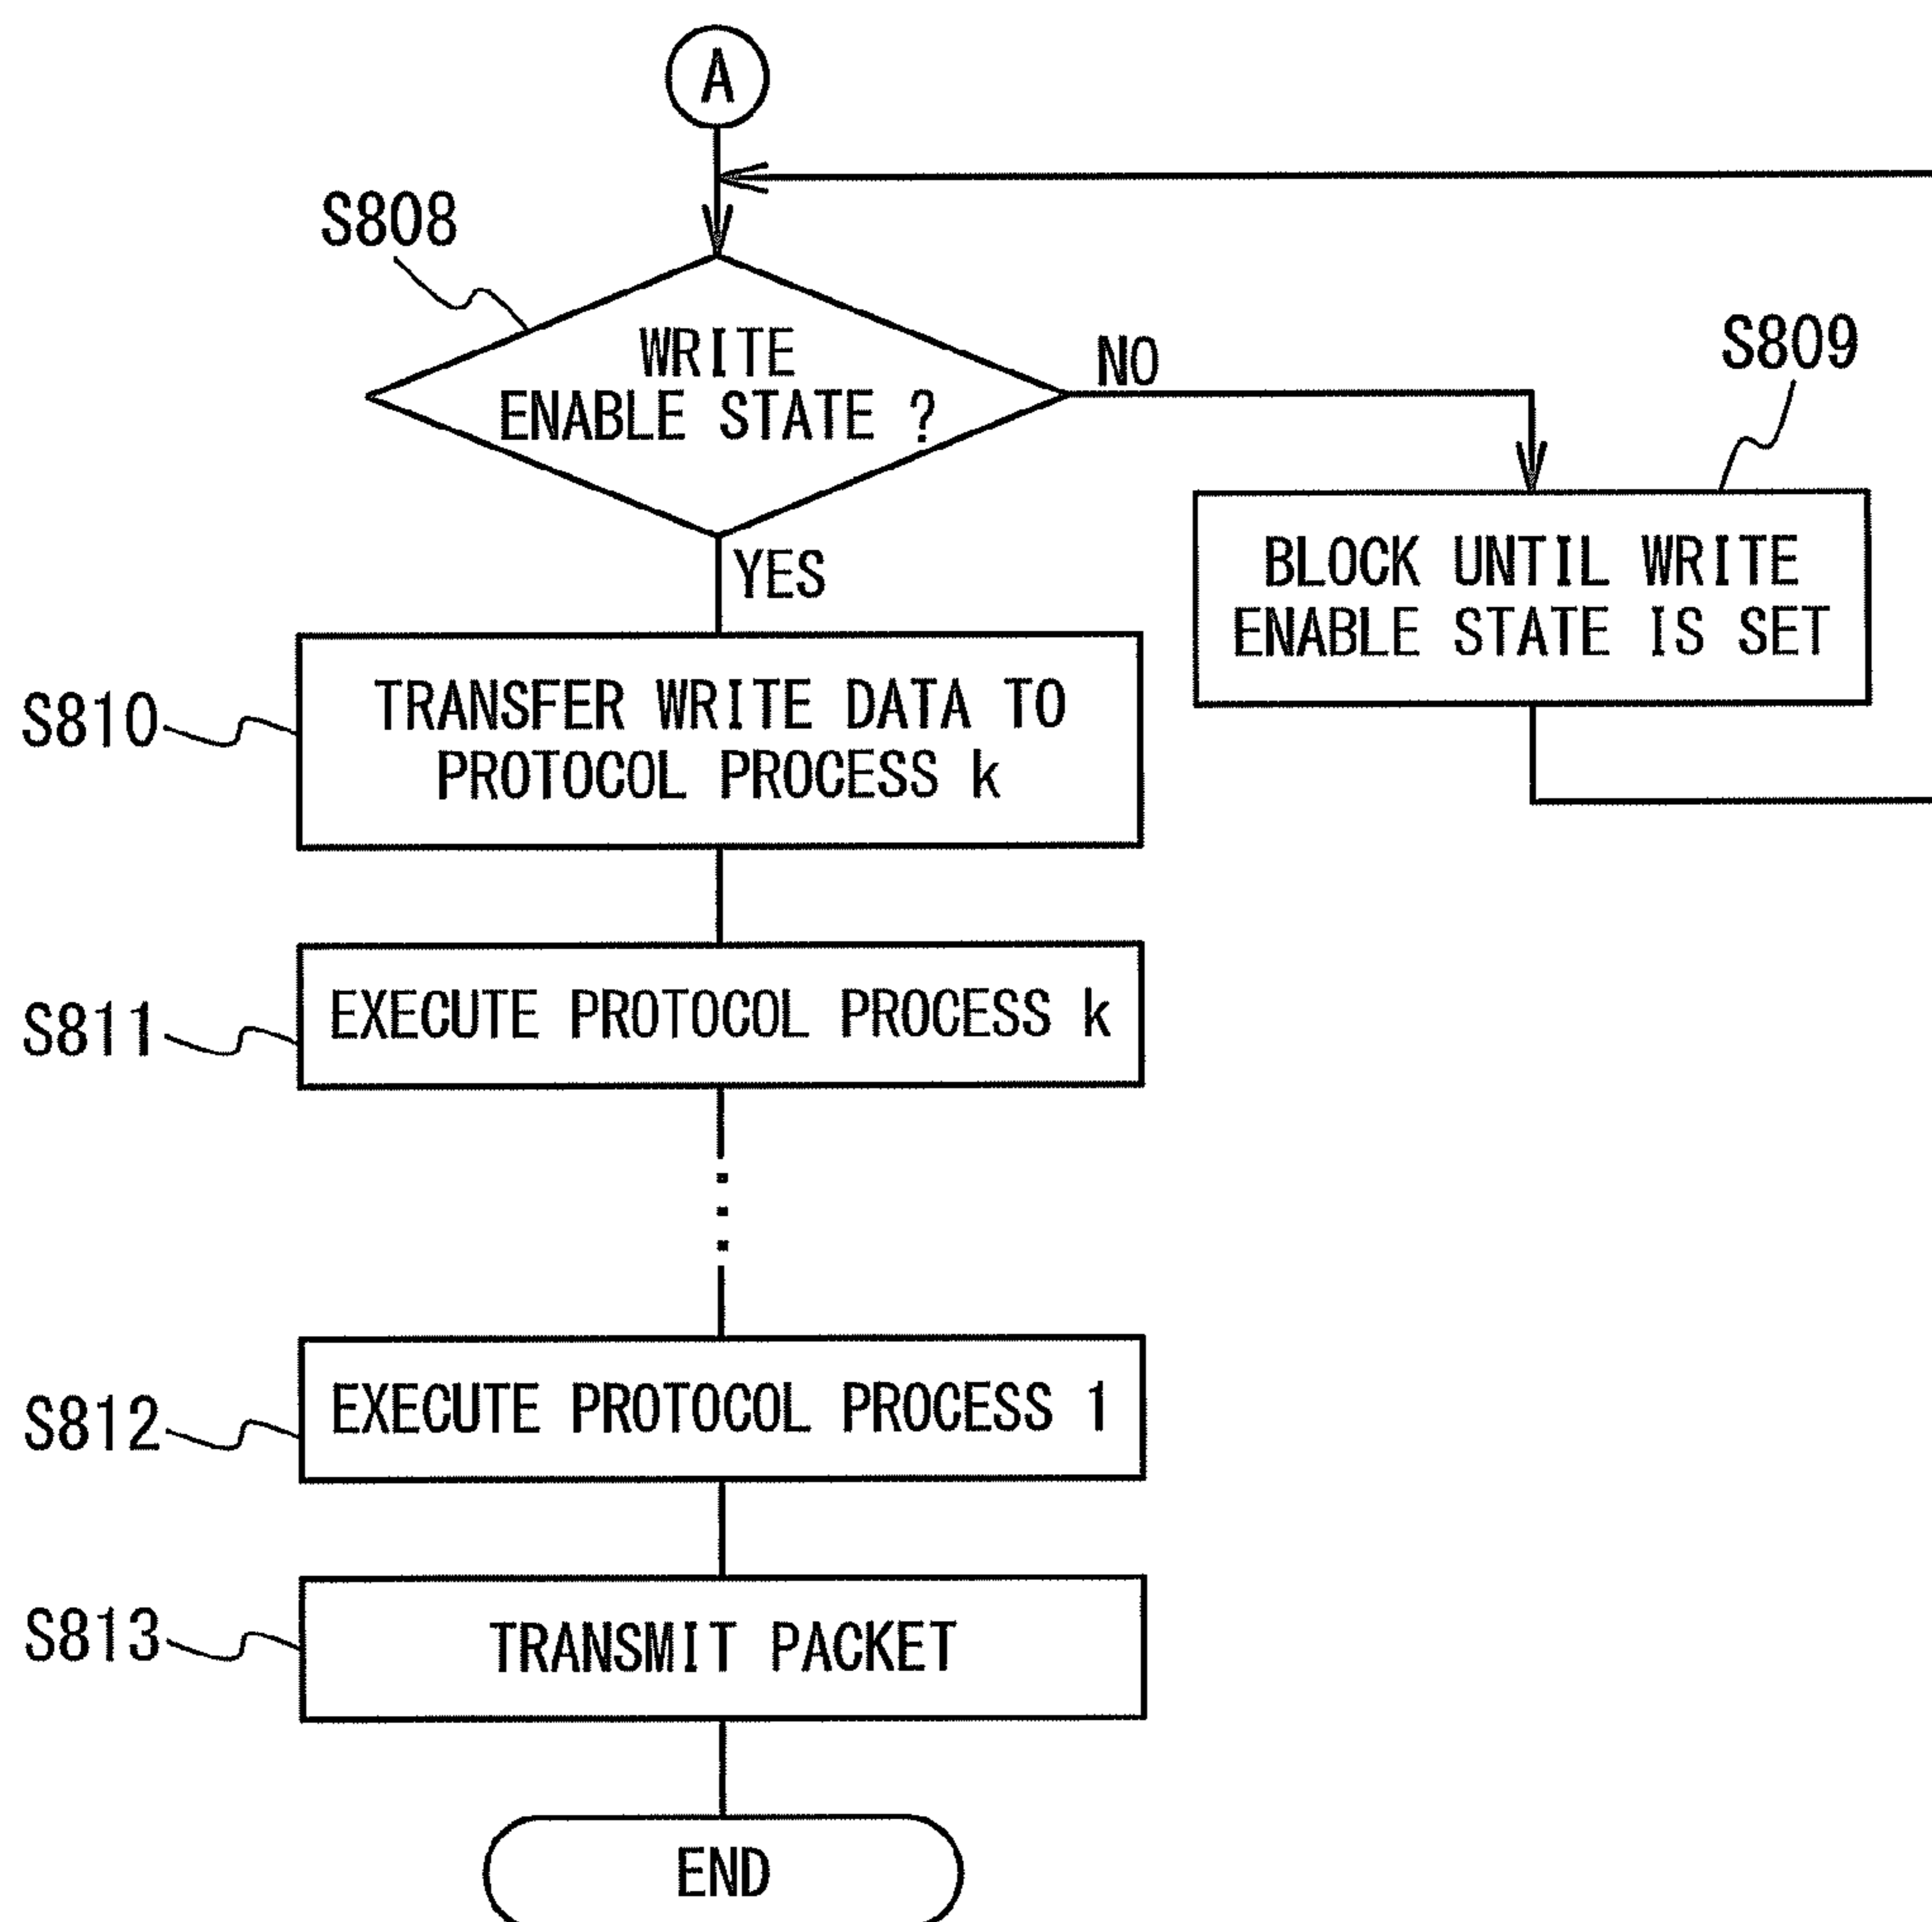 A
S808
WRITE
ENABLE STATE ?
NO
S809
BLOCK UNTIL WRITE
ENABLE STATE IS SET
YES
S810
TRANSFER WRITE DATA TO
PROTOCOL PROCESS k
S811
EXECUTE PROTOCOL PROCESS k
S812
EXECUTE PROTOCOL PROCESS 1
S813
TRANSMIT PACKET
END